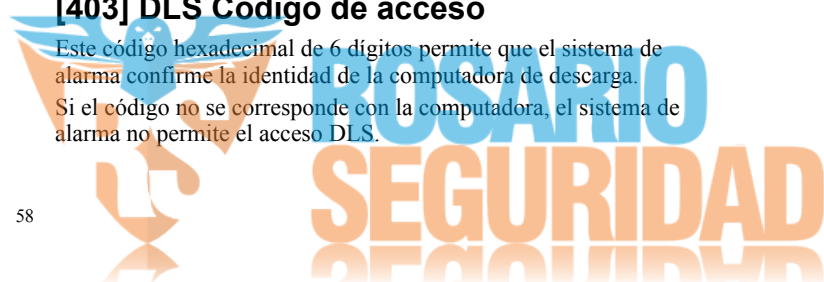 [403] DLS Código de acceso
Este código hexadecimal de 6 dígitos permite que el sistema de
alarma confirme la identidad de la computadora de descarga.
Si el código no se corresponde con la computadora, el sistema de
alarma no permite el acceso DLS.
ROSARIO
SEGURIDAD
58